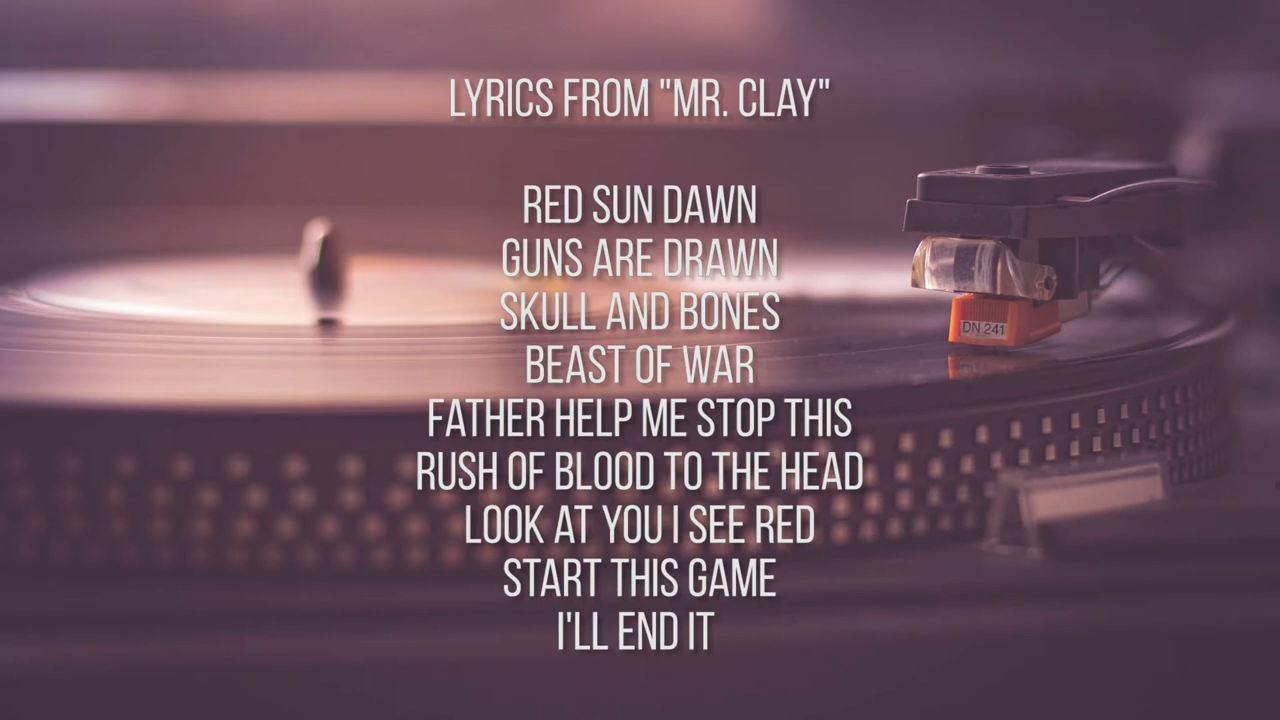 LYRICS FROM "MR. CLAY"
RED SUN DAWN
GUNS ARE DRAWN
SKULL AND BONES
BEAST OF WAR
FATHER HELP ME STOP THIS
RUSH OF BLOOD TO THE HEAD
LOOK AT YOU I SEE RED
START THIS GAME
I'LL END IT
DN 241